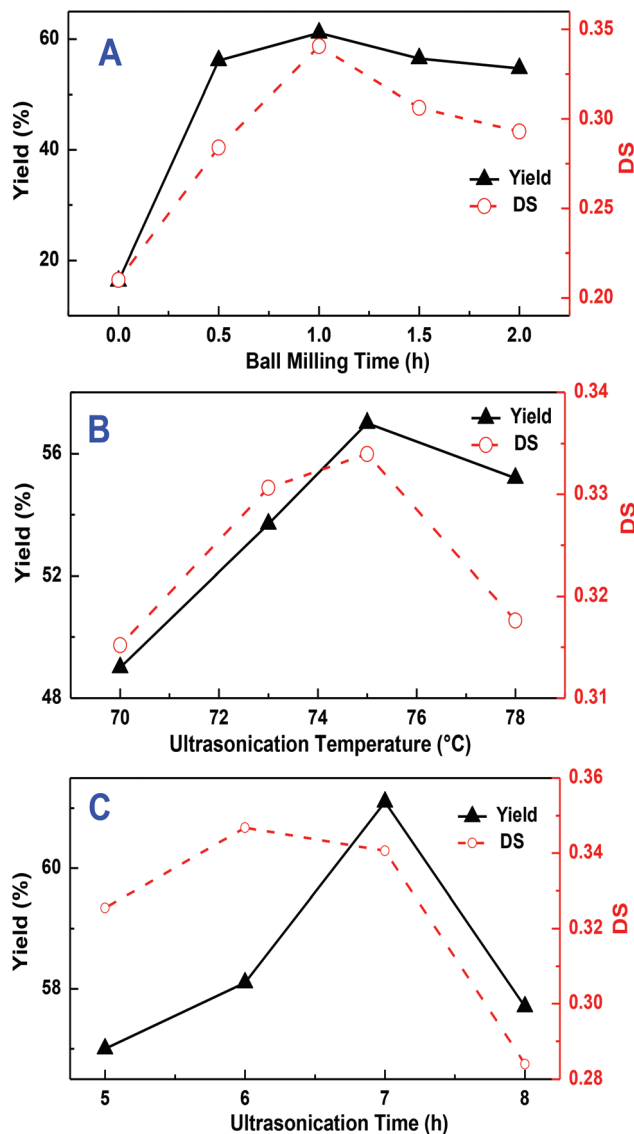 A
Yield (%)
60
40
20
0.35
0.30
0.25
0.20
DS
Yield
DS
0.0 0.5 1.0 1.5 2.0
Ball Milling Time (h)
B
Yield (%)
56
52
48
0.34
0.33
0.32
0.31
DS
Yield
DS
70 72 74 76 78
Ultrasonication Temperature (°C)
C
Yield (%)
60
58
0.36
0.34
0.32
0.30
0.28
DS
Yield
DS
5 6 7 8
Ultrasonication Time (h)